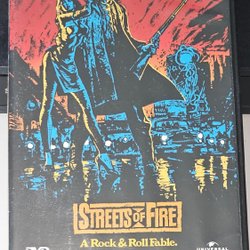 STREETS OF FIRE
A Rock & Roll Fable.
UNIVERSAL